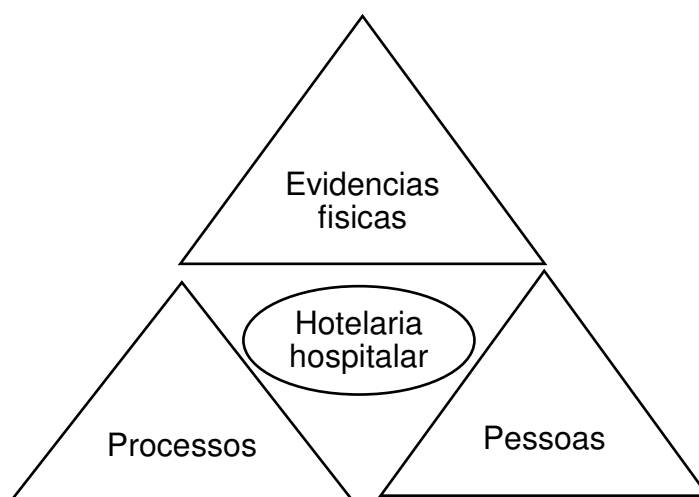 Evidencias
fisicas
Hotelaria
hospitalar
Processos
Pessoas